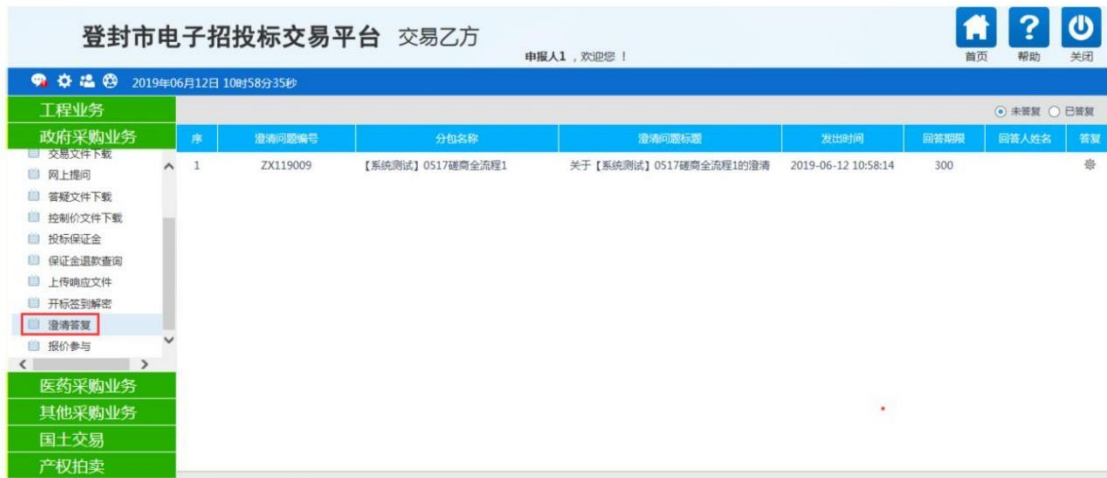 登封市电子招投标交易平台 交易乙方
申报人1 ，欢迎您 ！
首页 帮助 关闭
2019年06月12日 10时58分35秒
工程业务
未答复 已答复
政府采购业务
序 澄清问题编号 分包名称 澄清问题标题 发出时间 回答期限 回答人姓名 答复
1 ZX119009 【系统测试】0517磋商全流程1 关于【系统测试】0517磋商全流程1的澄清 2019-06-12 10:58:14 300
交易文件下载
网上提问
答疑文件下载
控制价文件下载
投标保证金
保证金退款查询
上传响应文件
开标签到解密
澄清答复
报价参与
医药采购业务
其他采购业务
国土交易
产权拍卖